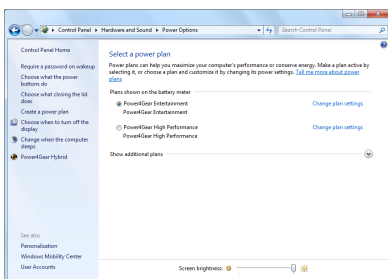 Control Panel ▸ Hardware and Sound ▸ Power Options
Search Control Panel
Control Panel Home
Require a password on wakeup
Choose what the power
buttons do
Choose what closing the lid
does
Create a power plan
Choose when to turn off the
display
Change when the computer
sleeps
Power4Gear Hybrid
See also
Personalization
Windows Mobility Center
User Accounts
Select a power plan
Power plans can help you maximize your computer's performance or conserve energy. Make a plan active by
selecting it, or choose a plan and customize it by changing its power settings. Tell me more about power
plans
Plans shown on the battery meter
Power4Gear Entertainment Change plan settings
Power4Gear Entertainment
Power4Gear High Performance Change plan settings
Power4Gear High Performance
Show additional plans
Screen brightness: